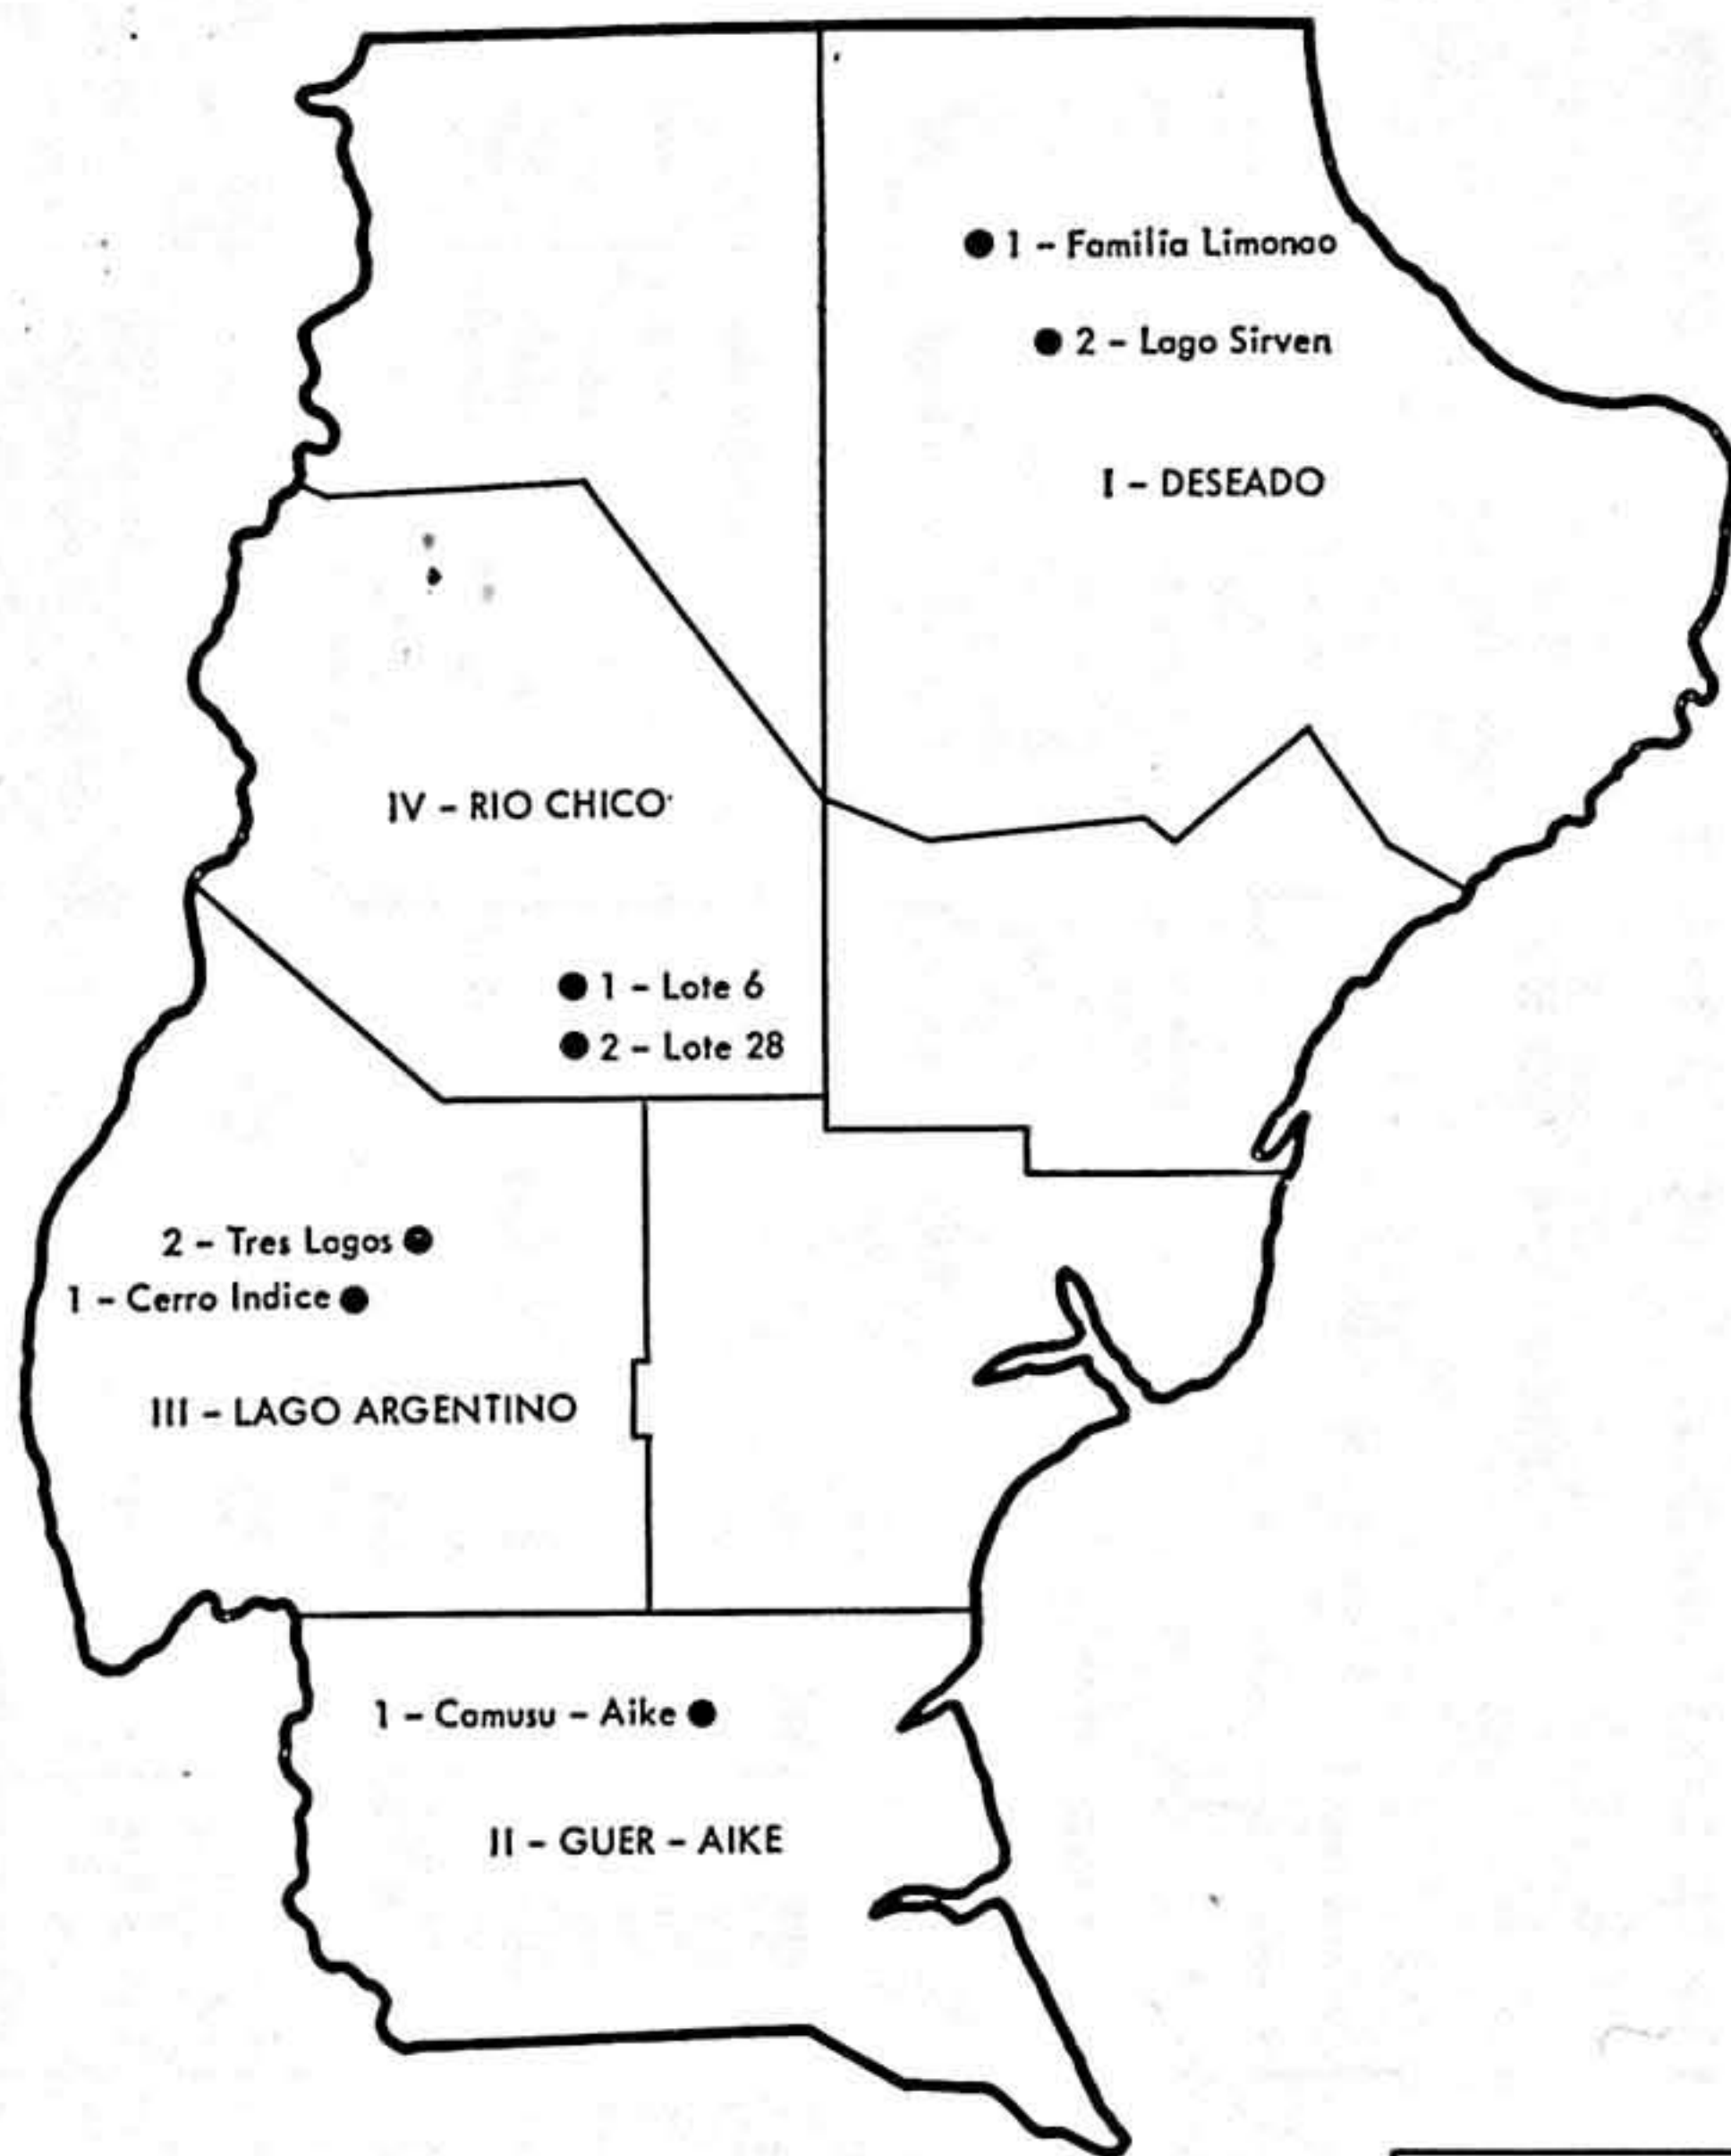 ● 1 - Familia Limonao
● 2 - Lago Sirven
I - DESEADO
IV - RIO CHICO
● 1 - Lote 6
● 2 - Lote 28
2 - Tres Lagos ●
1 - Cerro Indice ●
III - LAGO ARGENTINO
1 - Camusu - Aike ●
II - GUER - AIKE